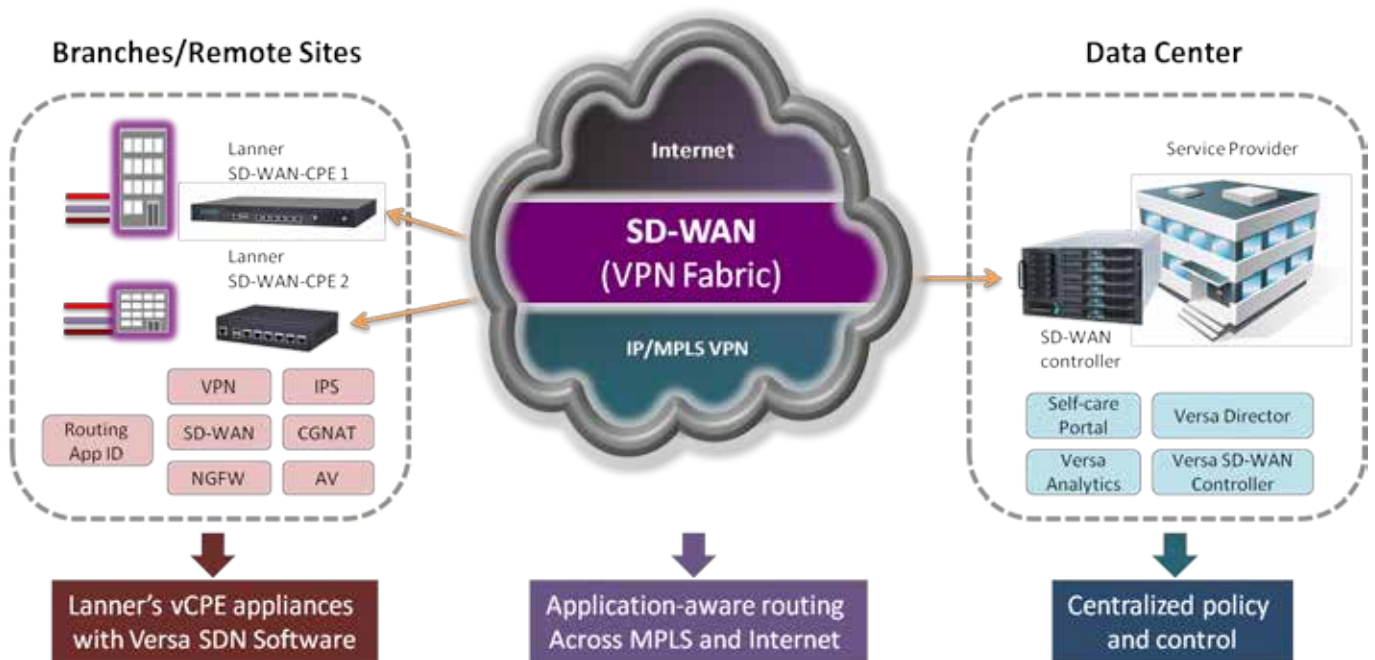 Branches/Remote Sites
Lanner
SD-WAN-CPE 1
Lanner
SD-WAN-CPE 2
VPN
IPS
Routing
App ID
SD-WAN
CGNAT
NGFW
AV
Lanner's vCPE appliances
with Versa SDN Software
Internet
SD-WAN
(VPN Fabric)
IP/MPLS VPN
Application-aware routing
Across MPLS and Internet
Data Center
Service Provider
SD-WAN
controller
Self-care
Portal
Versa Director
Versa
Analytics
Versa SD-WAN
Controller
Centralized policy
and control